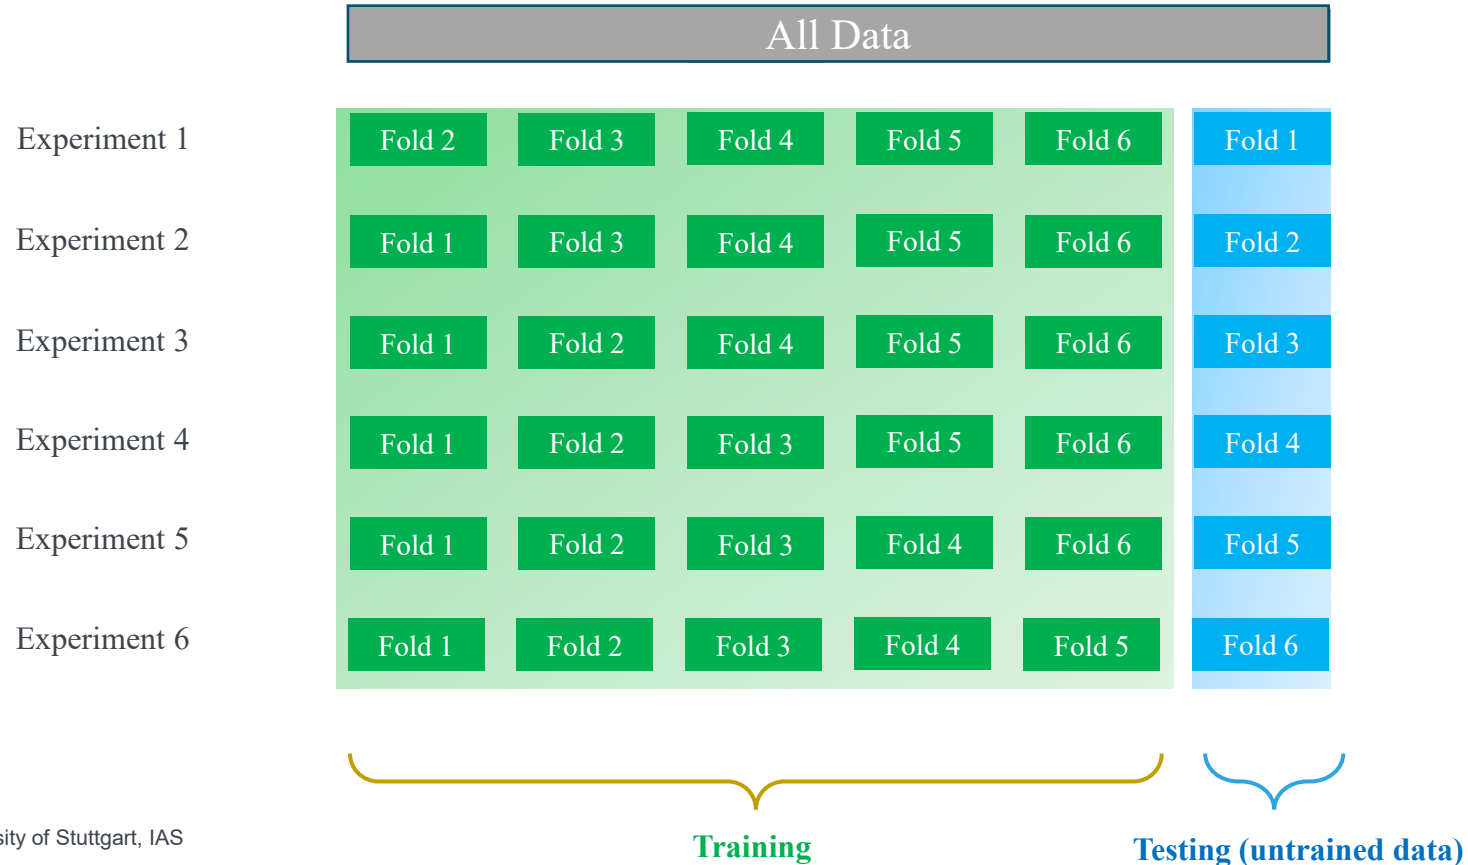 All Data
Experiment 1 Fold 2 Fold 3 Fold 4 Fold 5 Fold 6 Fold 1
Experiment 2 Fold 1 Fold 3 Fold 4 Fold 5 Fold 6 Fold 2
Experiment 3 Fold 1 Fold 2 Fold 4 Fold 5 Fold 6 Fold 3
Experiment 4 Fold 1 Fold 2 Fold 3 Fold 5 Fold 6 Fold 4
Experiment 5 Fold 1 Fold 2 Fold 3 Fold 4 Fold 6 Fold 5
Experiment 6 Fold 1 Fold 2 Fold 3 Fold 4 Fold 5 Fold 6
sity of Stuttgart, IAS
Training
Testing (untrained data)